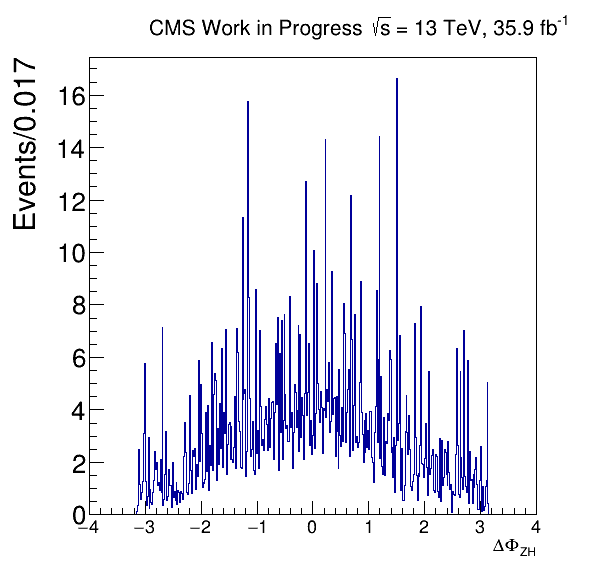 CMS Work in Progress √s = 13 TeV, 35.9 fb⁻¹
Events/0.017
16
14
12
10
8
6
4
2
0
−4 −3 −2 −1 0 1 2 3 4
ΔΦ_ZH